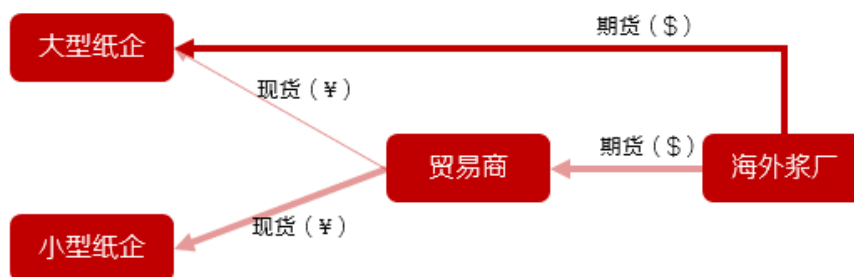 期货（$）
大型纸企
现货（¥）
期货（$）
贸易商
海外浆厂
现货（¥）
小型纸企